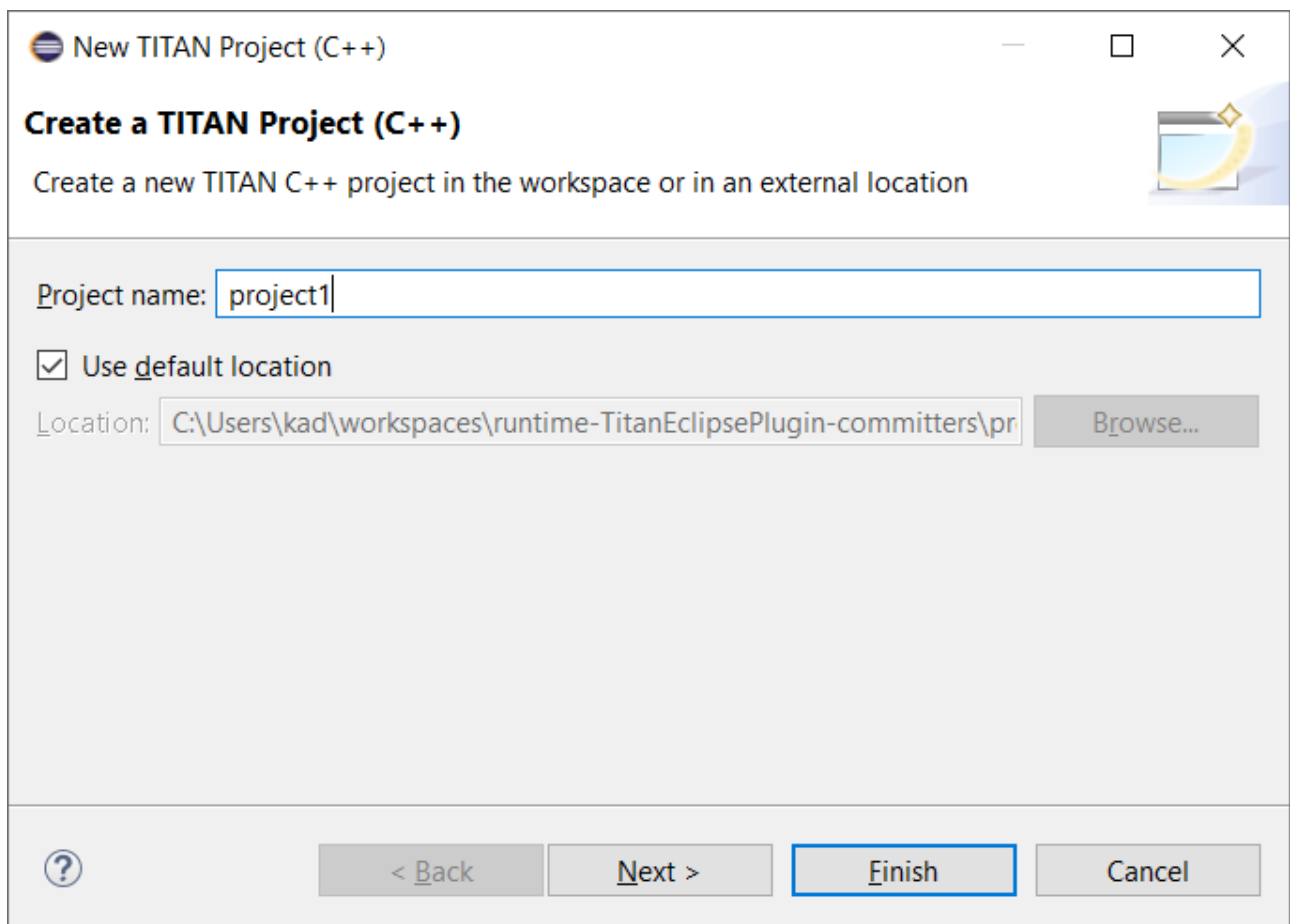 New TITAN Project (C++)
Create a TITAN Project (C++)
Create a new TITAN C++ project in the workspace or in an external location
Project name: project1
Use default location
Location: C:\Users\kad\workspaces\runtime-TitanEclipsePlugin-committers\pr Browse...
< Back Next > Finish Cancel